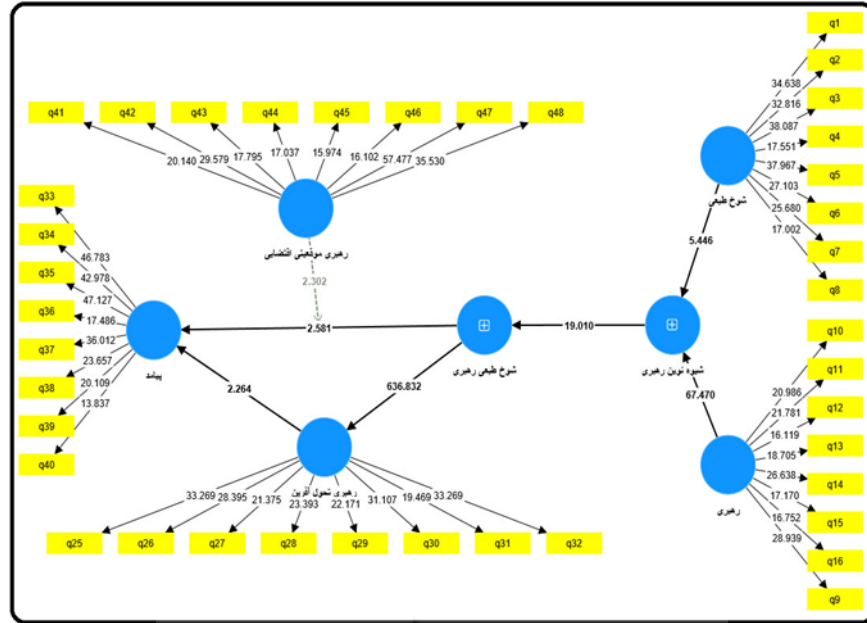 q1
q2
q3
q4
q5
q6
q7
q8
34.638
32.816
38.087
17.551
37.967
27.103
25.680
17.002
شوخ طبعی
q41
q42
q43
q44
q45
q46
q47
q48
20.140
29.579
17.795
17.037
15.974
16.102
57.477
35.530
رهبری موقعیتی اقتضایی
q33
q34
q35
q36
q37
q38
q39
q40
46.783
42.978
47.127
17.486
36.012
23.657
20.109
13.837
پیامد
2.302
2.581
19.010
5.446
67.470
636.832
2.264
شوخ طبعی رهبری
شیوه نوین رهبری
رهبری تحول آفرین
33.269
28.395
21.375
23.393
22.171
31.107
19.469
33.269
q25
q26
q27
q28
q29
q30
q31
q32
q10
q11
q12
q13
q14
q15
q16
q9
20.986
21.781
16.119
18.705
26.638
17.170
16.752
28.939
رهبری